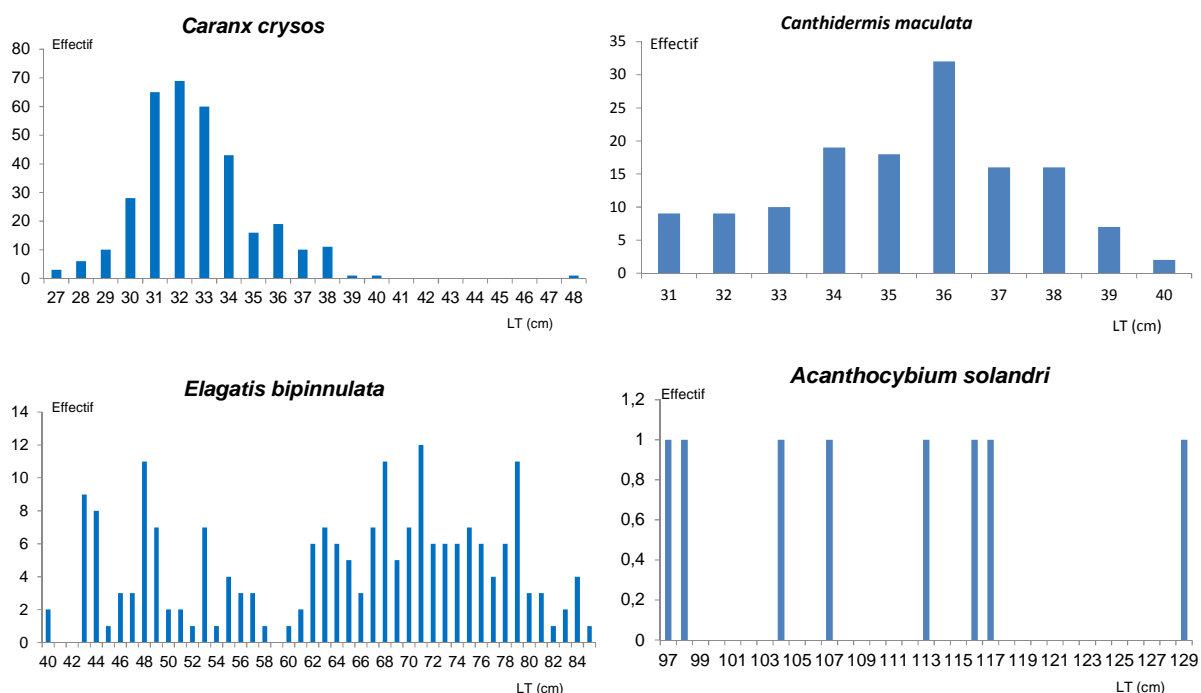 Caranx crysos
Effectif
80
70
60
50
40
30
20
10
0
27 28 29 30 31 32 33 34 35 36 37 38 39 40 41 42 43 44 45 46 47 48
LT (cm)
Canthidermis maculata
Effectif
35
30
25
20
15
10
5
0
31 32 33 34 35 36 37 38 39 40
LT (cm)
Elagatis bipinnulata
Effectif
14
12
10
8
6
4
2
0
40 42 44 46 48 50 52 54 56 58 60 62 64 66 68 70 72 74 76 78 80 82 84
LT (cm)
Acanthocybium solandri
Effectif
1,2
1
0,8
0,6
0,4
0,2
0
97 99 101 103 105 107 109 111 113 115 117 119 121 123 125 127 129
LT (cm)